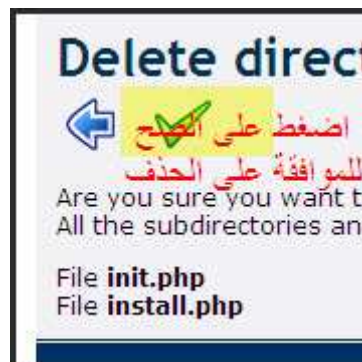 Delete direc
اضغط على الصح
للموافقة على الحذف
Are you sure you want t
All the subdirectories an
File init.php
File install.php